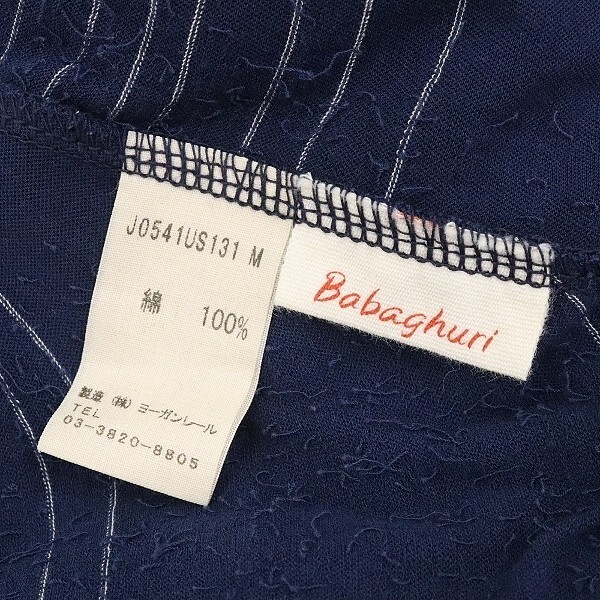 J0541US131 M
綿 100%
製造 (株) ヨーガンレール
TEL
03-3820-8805
Babaghuri